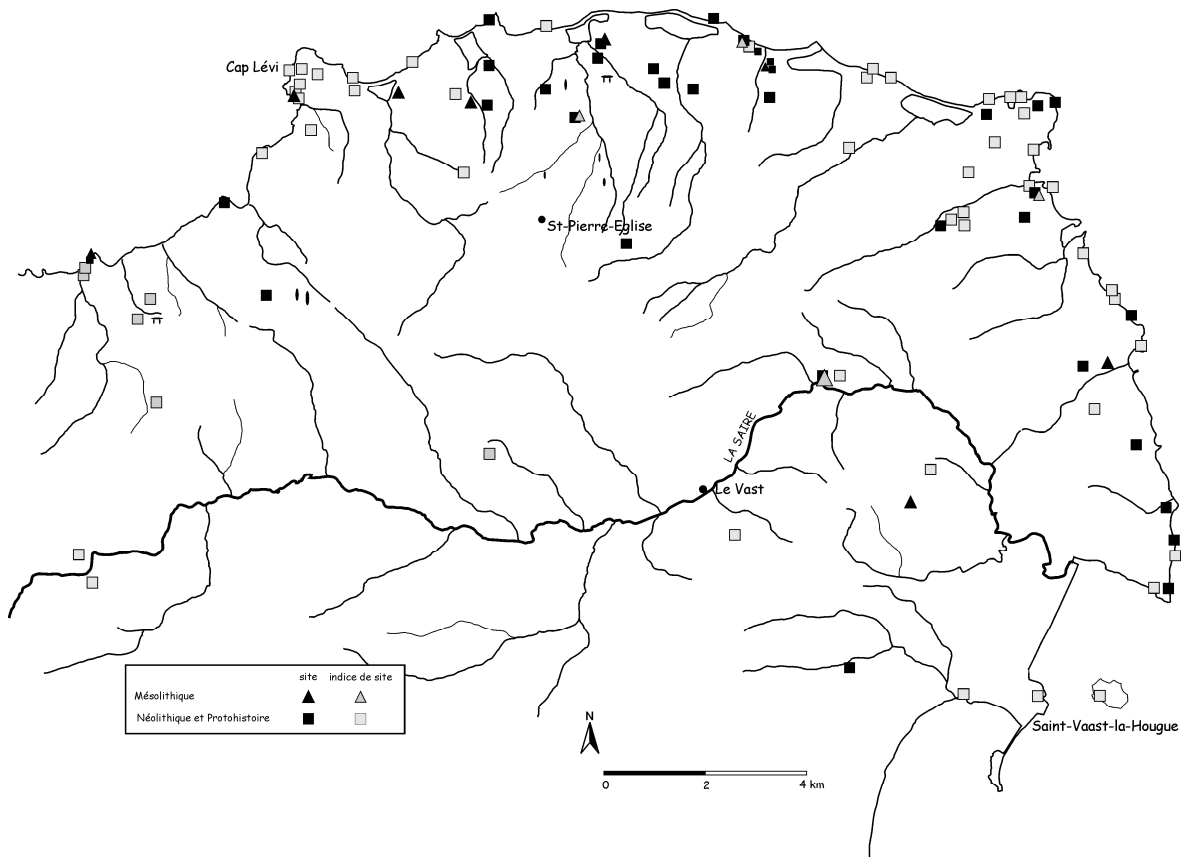 Cap Lévi
St-Pierre-Eglise
LA SAIRE
Le Vast
site indice de site
Mésolithique
Néolithique et Protohistoire
N
Saint-Vaast-la-Hougue
0 2 4 km